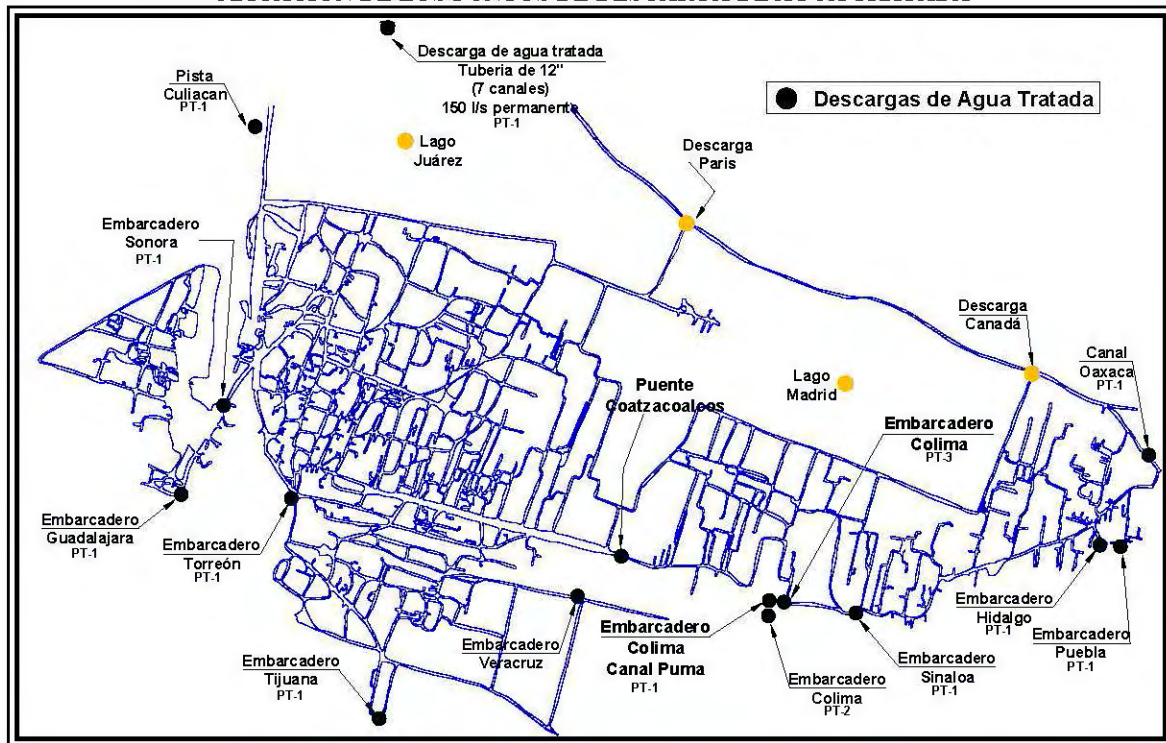 Descarga de agua tratada
Tuberia de 12"
(7 canales)
150 l/s permanente
PT-1
Descargas de Agua Tratada
Pista
Culiacan
PT-1
Lago
Juárez
Descarga
Paris
Embarcadero
Sonora
PT-1
Descarga
Canadá
Canal
Oaxaca
PT-1
Lago
Madrid
Puente
Coatzacoalcos
Embarcadero
Colima
PT-3
Embarcadero
Guadalajara
PT-1
Embarcadero
Torreón
PT-1
Embarcadero
Tijuana
PT-1
Embarcadero
Veracruz
Embarcadero
Colima
Canal Puma
PT-1
Embarcadero
Colima
PT-2
Embarcadero
Sinaloa
PT-1
Embarcadero
Hidalgo
PT-1
Embarcadero
Puebla
PT-1